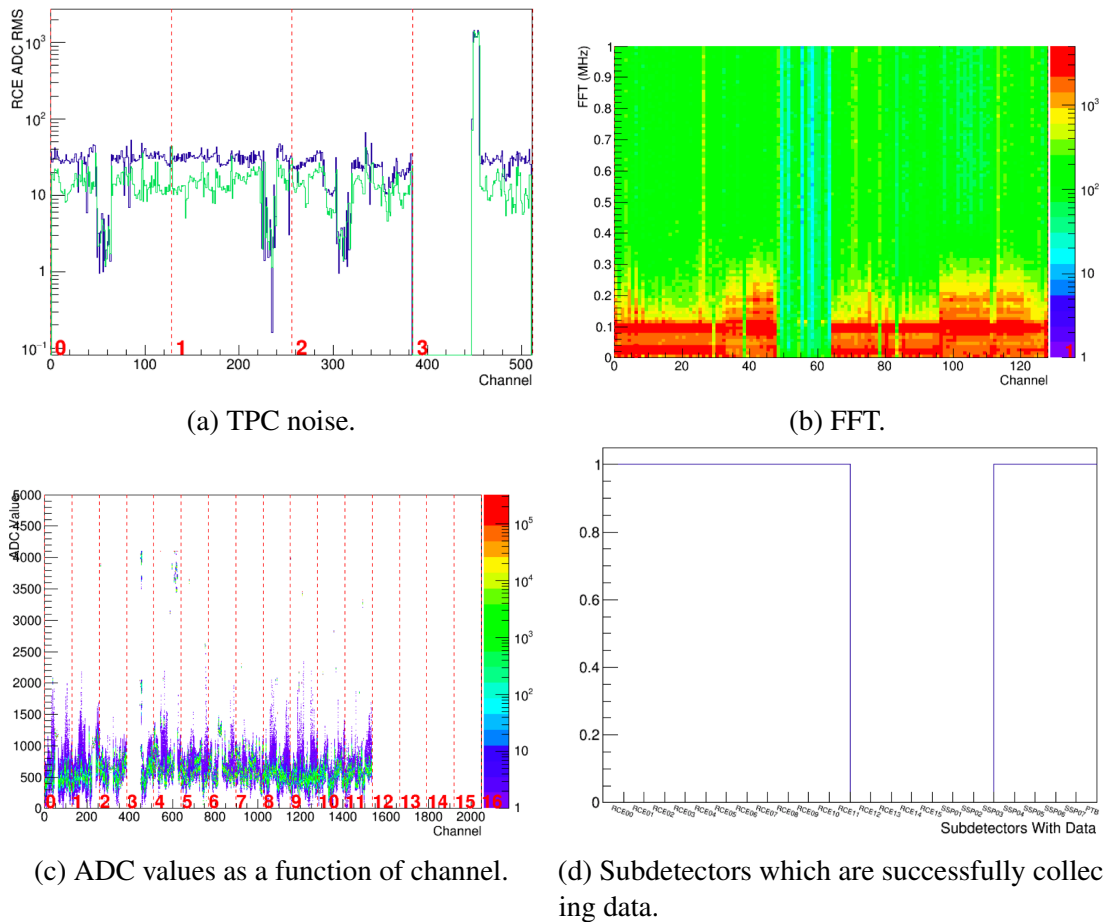 RCE ADC RMS
10³
10²
10
1
10⁻¹
0 1 2 3
0 100 200 300 400 500
Channel
(a) TPC noise.
FFT (MHz)
1
0.9
0.8
0.7
0.6
0.5
0.4
0.3
0.2
0.1
0
0 20 40 60 80 100 120
Channel
10³
10²
10
1
1
(b) FFT.
ADC Value
5000
4500
4000
3500
3000
2500
2000
1500
1000
500
0
0 1 2 3 4 5 6 7 8 9 10 11 12 13 14 15 16
0 200 400 600 800 1000 1200 1400 1600 1800 2000
Channel
10⁵
10⁴
10³
10²
10
1
(c) ADC values as a function of channel.
1
0.8
0.6
0.4
0.2
0
RCE00 RCE01 RCE02 RCE03 RCE04 RCE05 RCE06 RCE07 RCE08 RCE09 RCE10 RCE11 RCE12 RCE13 RCE14 RCE15 SSP01 SSP02 SSP03 SSP04 SSP05 SSP06 SSP07 PTB
Subdetectors With Data
(d) Subdetectors which are successfully collec
ing data.